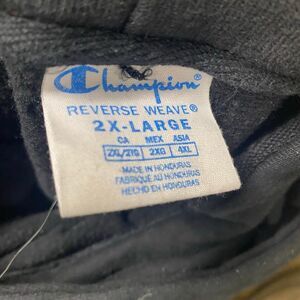 Champion
REVERSE WEAVE®
2X-LARGE
CA MEX ASIA
2XL/2TG 2XG 4XL
MADE IN HONDURAS
FABRIQUÉ AU HONDURAS
HECHO EN HONDURAS